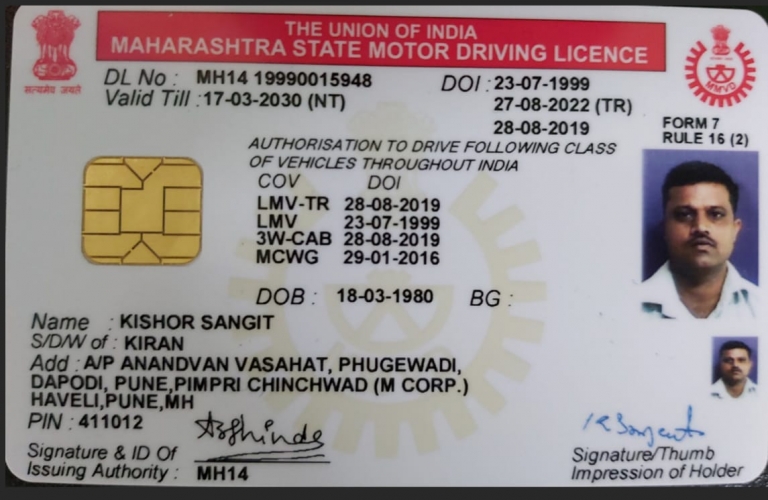 THE UNION OF INDIA
MAHARASHTRA STATE MOTOR DRIVING LICENCE
सत्यमेव जयते
MMVD
DL No : MH14 19990015948 DOI : 23-07-1999
Valid Till : 17-03-2030 (NT) 27-08-2022 (TR)
28-08-2019
FORM 7
RULE 16 (2)
AUTHORISATION TO DRIVE FOLLOWING CLASS
OF VEHICLES THROUGHOUT INDIA
COV DOI
LMV-TR 28-08-2019
LMV 23-07-1999
3W-CAB 28-08-2019
MCWG 29-01-2016
DOB : 18-03-1980 BG :
Name : KISHOR SANGIT
S/D/W of : KIRAN
Add : A/P ANANDVAN VASAHAT, PHUGEWADI,
DAPODI, PUNE,PIMPRI CHINCHWAD (M CORP.)
HAVELI,PUNE,MH
PIN : 411012
Signature & ID Of
Issuing Authority : MH14
Signature/Thumb
Impression of Holder